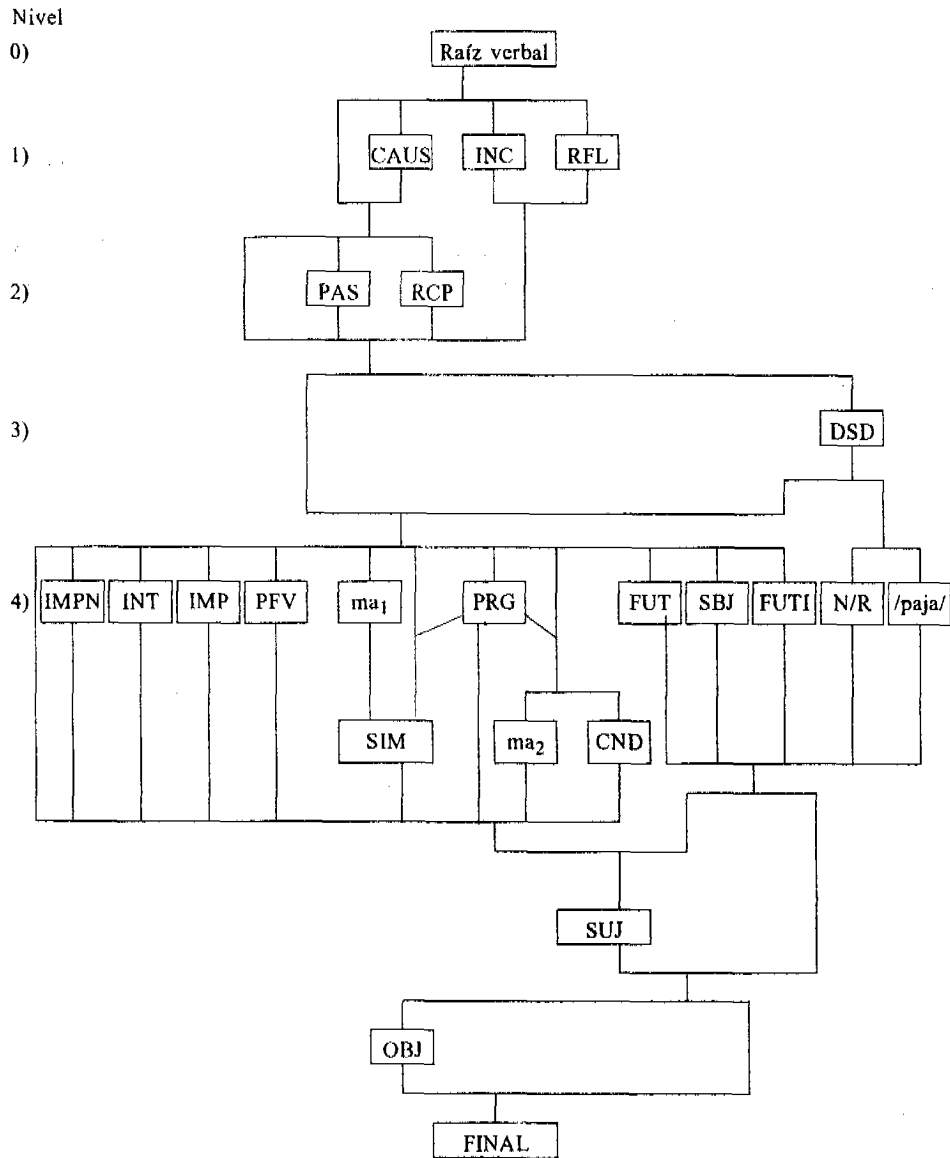 Nivel
0) Raíz verbal
1) CAUS INC RFL
2) PAS RCP
3) DSD
4) IMPN INT IMP PFV ma₁ PRG FUT SBJ FUTI N/R /paja/
SIM ma₂ CND
SUJ
OBJ
FINAL